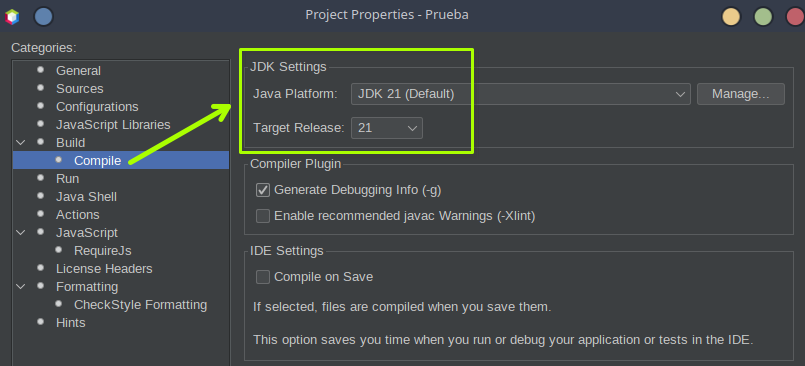 Project Properties - Prueba
Categories:
General
Sources
Configurations
JavaScript Libraries
Build
Compile
Run
Java Shell
Actions
JavaScript
RequireJs
License Headers
Formatting
CheckStyle Formatting
Hints
JDK Settings
Java Platform: JDK 21 (Default) Manage...
Target Release: 21
Compiler Plugin
Generate Debugging Info (-g)
Enable recommended javac Warnings (-Xlint)
IDE Settings
Compile on Save
If selected, files are compiled when you save them.
This option saves you time when you run or debug your application or tests in the IDE.